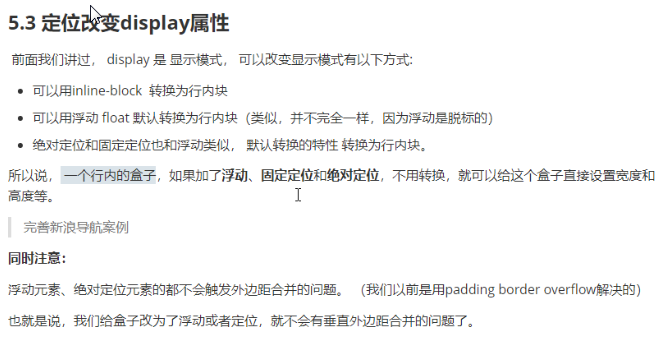 5.3 定位改变display属性
前面我们讲过， display 是 显示模式， 可以改变显示模式有以下方式:
可以用inline-block 转换为行内块
可以用浮动 float 默认转换为行内块（类似，并不完全一样，因为浮动是脱标的）
绝对定位和固定定位也和浮动类似， 默认转换的特性 转换为行内块。
所以说， 一个行内的盒子，如果加了浮动、固定定位和绝对定位，不用转换，就可以给这个盒子直接设置宽度和
高度等。
完善新浪导航案例
同时注意：
浮动元素、绝对定位元素的都不会触发外边距合并的问题。 （我们以前是用padding border overflow解决的）
也就是说，我们给盒子改为了浮动或者定位，就不会有垂直外边距合并的问题了。